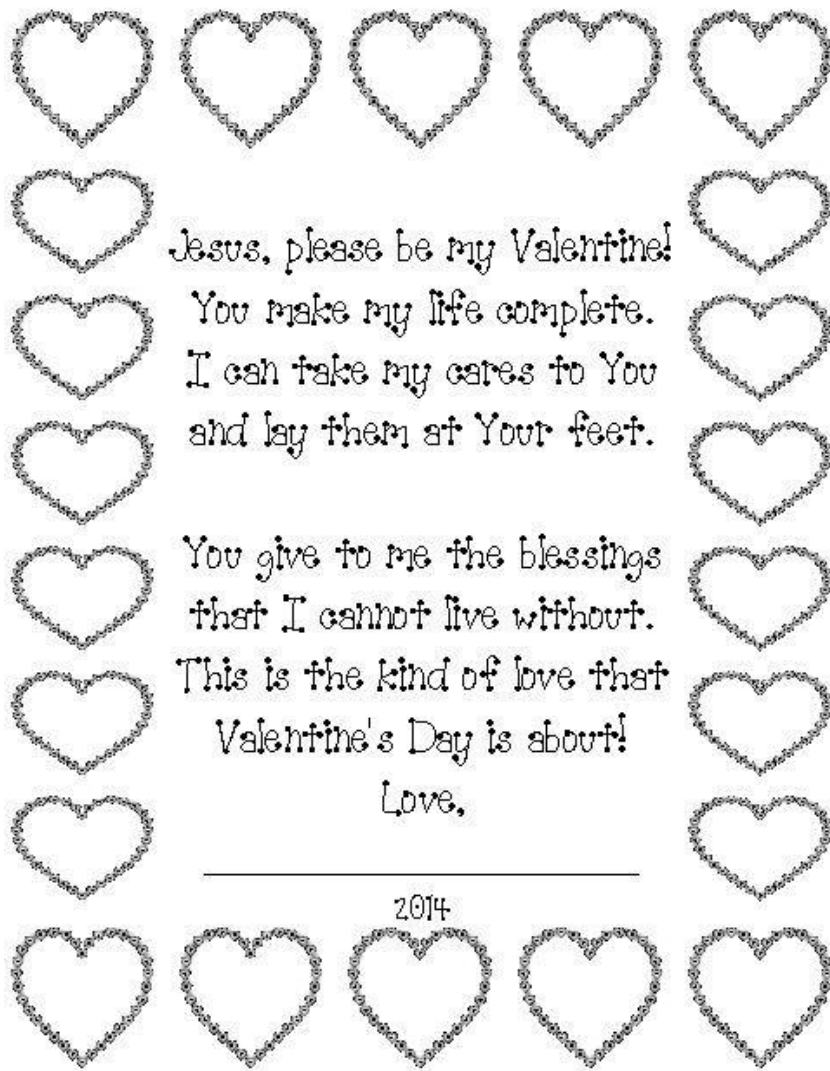 Jesus, please be my Valentine!
You make my life complete.
I can take my cares to You
and lay them at Your feet.
You give to me the blessings
that I cannot live without.
This is the kind of love that
Valentine's Day is about!
Love,
2014